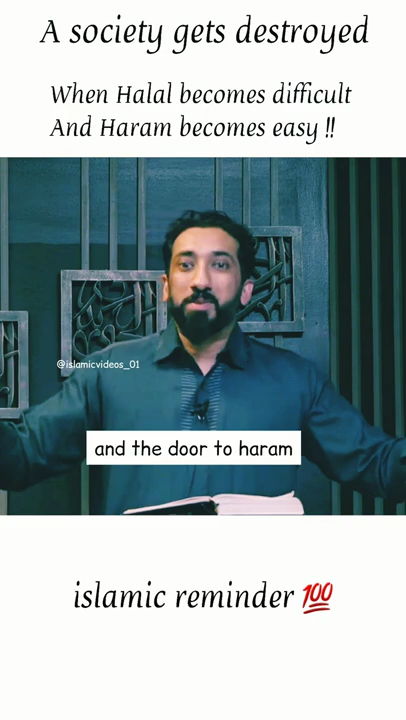 A society gets destroyed
When Halal becomes difficult
And Haram becomes easy !!
@islamicvideos_01
and the door to haram
islamic reminder 💯